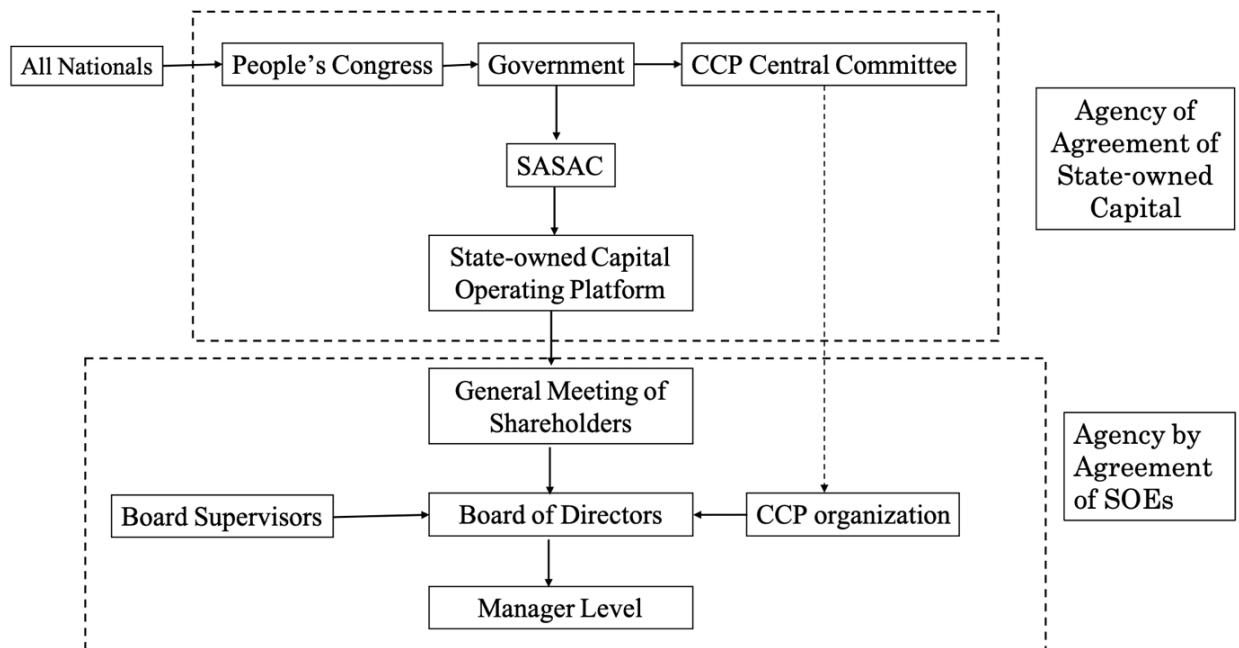 All Nationals
People’s Congress
Government
CCP Central Committee
Agency of
Agreement of
State-owned
Capital
SASAC
State-owned Capital
Operating Platform
General Meeting of
Shareholders
Agency by
Agreement
of SOEs
Board Supervisors
Board of Directors
CCP organization
Manager Level